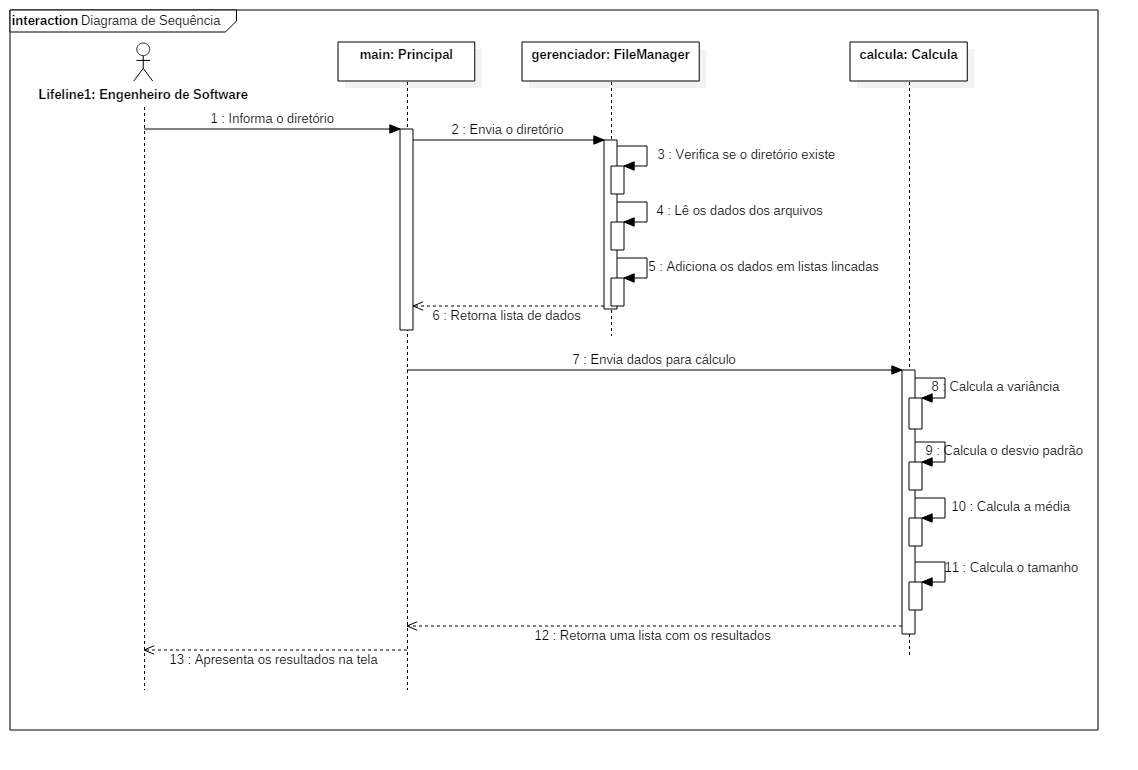 interaction Diagrama de Sequência
main: Principal
gerenciador: FileManager
calcula: Calcula
Lifeline1: Engenheiro de Software
1 : Informa o diretório
2 : Envia o diretório
3 : Verifica se o diretório existe
4 : Lê os dados dos arquivos
5 : Adiciona os dados em listas lincadas
6 : Retorna lista de dados
7 : Envia dados para cálculo
8 : Calcula a variância
9 : Calcula o desvio padrão
10 : Calcula a média
11 : Calcula o tamanho
12 : Retorna uma lista com os resultados
13 : Apresenta os resultados na tela